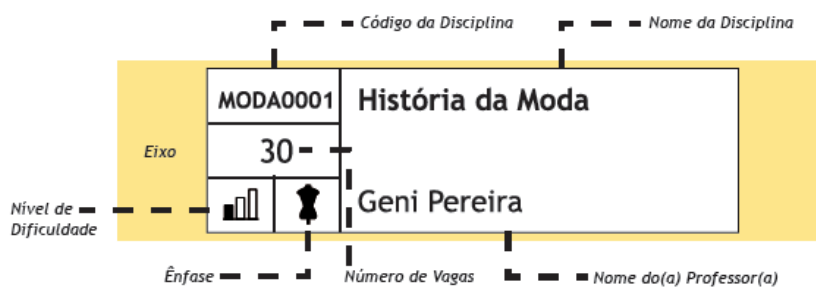 Código da Disciplina
Nome da Disciplina
MODA0001
História da Moda
Eixo
30
Geni Pereira
Nível de
Dificuldade
Ênfase
Número de Vagas
Nome do(a) Professor(a)